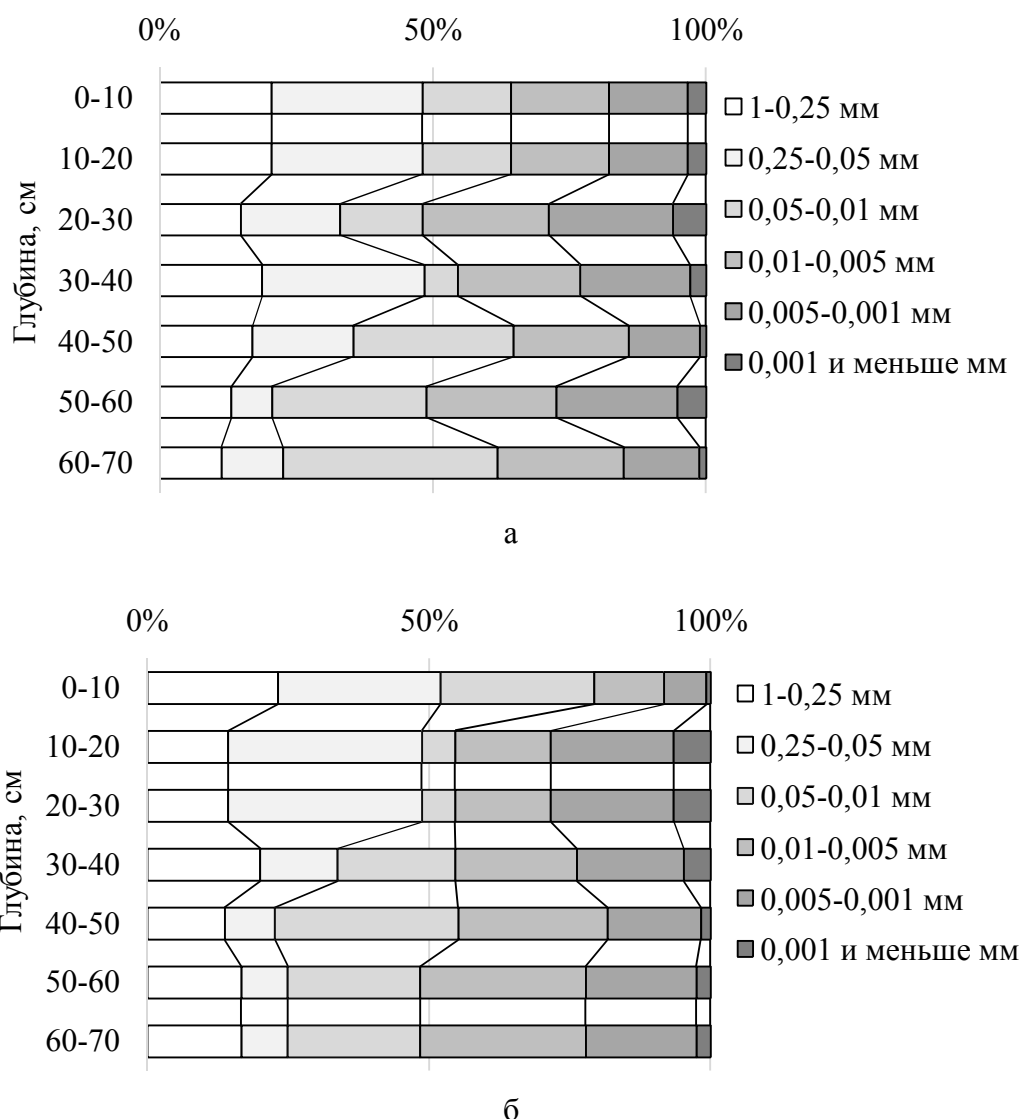 0% 50% 100%
0-10
10-20
20-30
30-40
40-50
50-60
60-70
Глубина, см
1-0,25 мм
0,25-0,05 мм
0,05-0,01 мм
0,01-0,005 мм
0,005-0,001 мм
0,001 и меньше мм
а
0% 50% 100%
0-10
10-20
20-30
30-40
40-50
50-60
60-70
Глубина, см
1-0,25 мм
0,25-0,05 мм
0,05-0,01 мм
0,01-0,005 мм
0,005-0,001 мм
0,001 и меньше мм
б